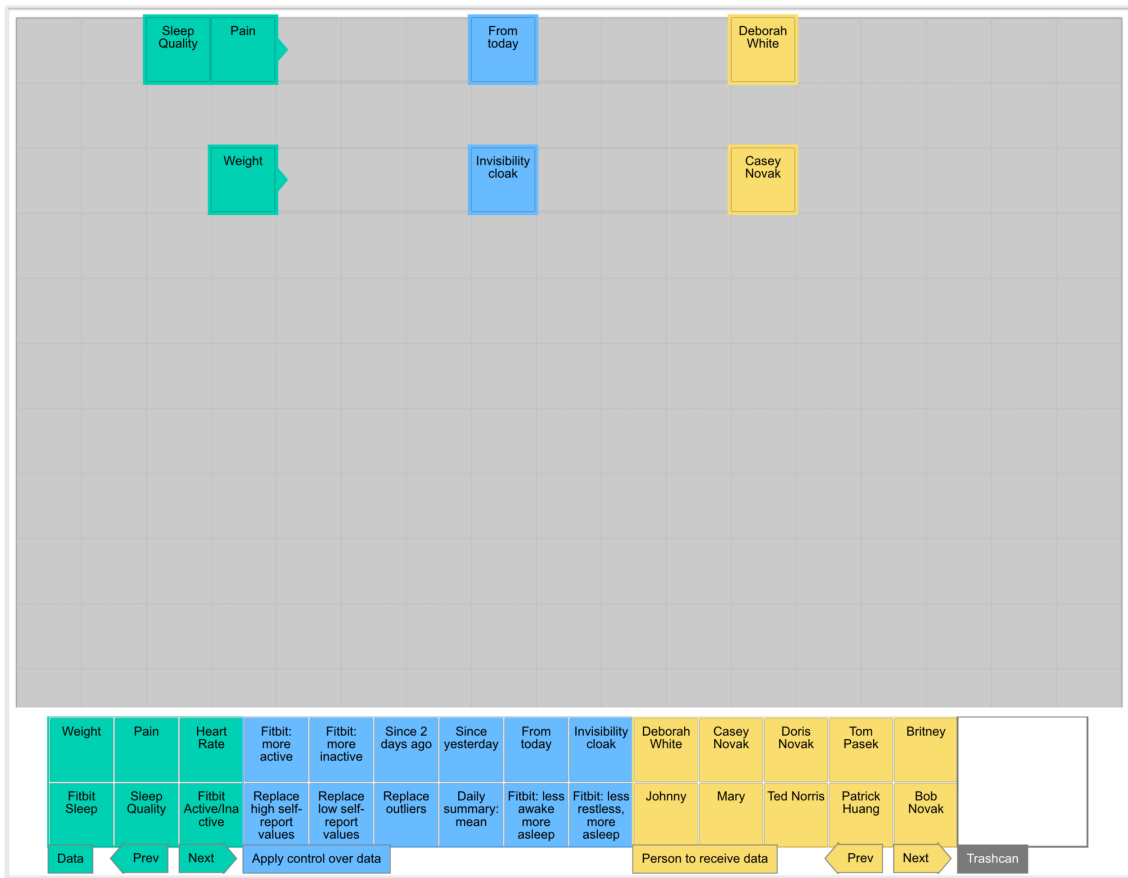 Sleep
Quality
Pain
From
today
Deborah
White
Weight
Invisibility
cloak
Casey
Novak
Weight
Pain
Heart
Rate
Fitbit:
more
active
Fitbit:
more
inactive
Since 2
days ago
Since
yesterday
From
today
Invisibility
cloak
Deborah
White
Casey
Novak
Doris
Novak
Tom
Pasek
Britney
Fitbit
Sleep
Sleep
Quality
Fitbit
Active/Ina
ctive
Replace
high self-
report
values
Replace
low self-
report
values
Replace
outliers
Daily
summary:
mean
Fitbit: less
awake
more
asleep
Fitbit: less
restless,
more
asleep
Johnny
Mary
Ted Norris
Patrick
Huang
Bob
Novak
Data
Prev
Next
Apply control over data
Person to receive data
Prev
Next
Trashcan